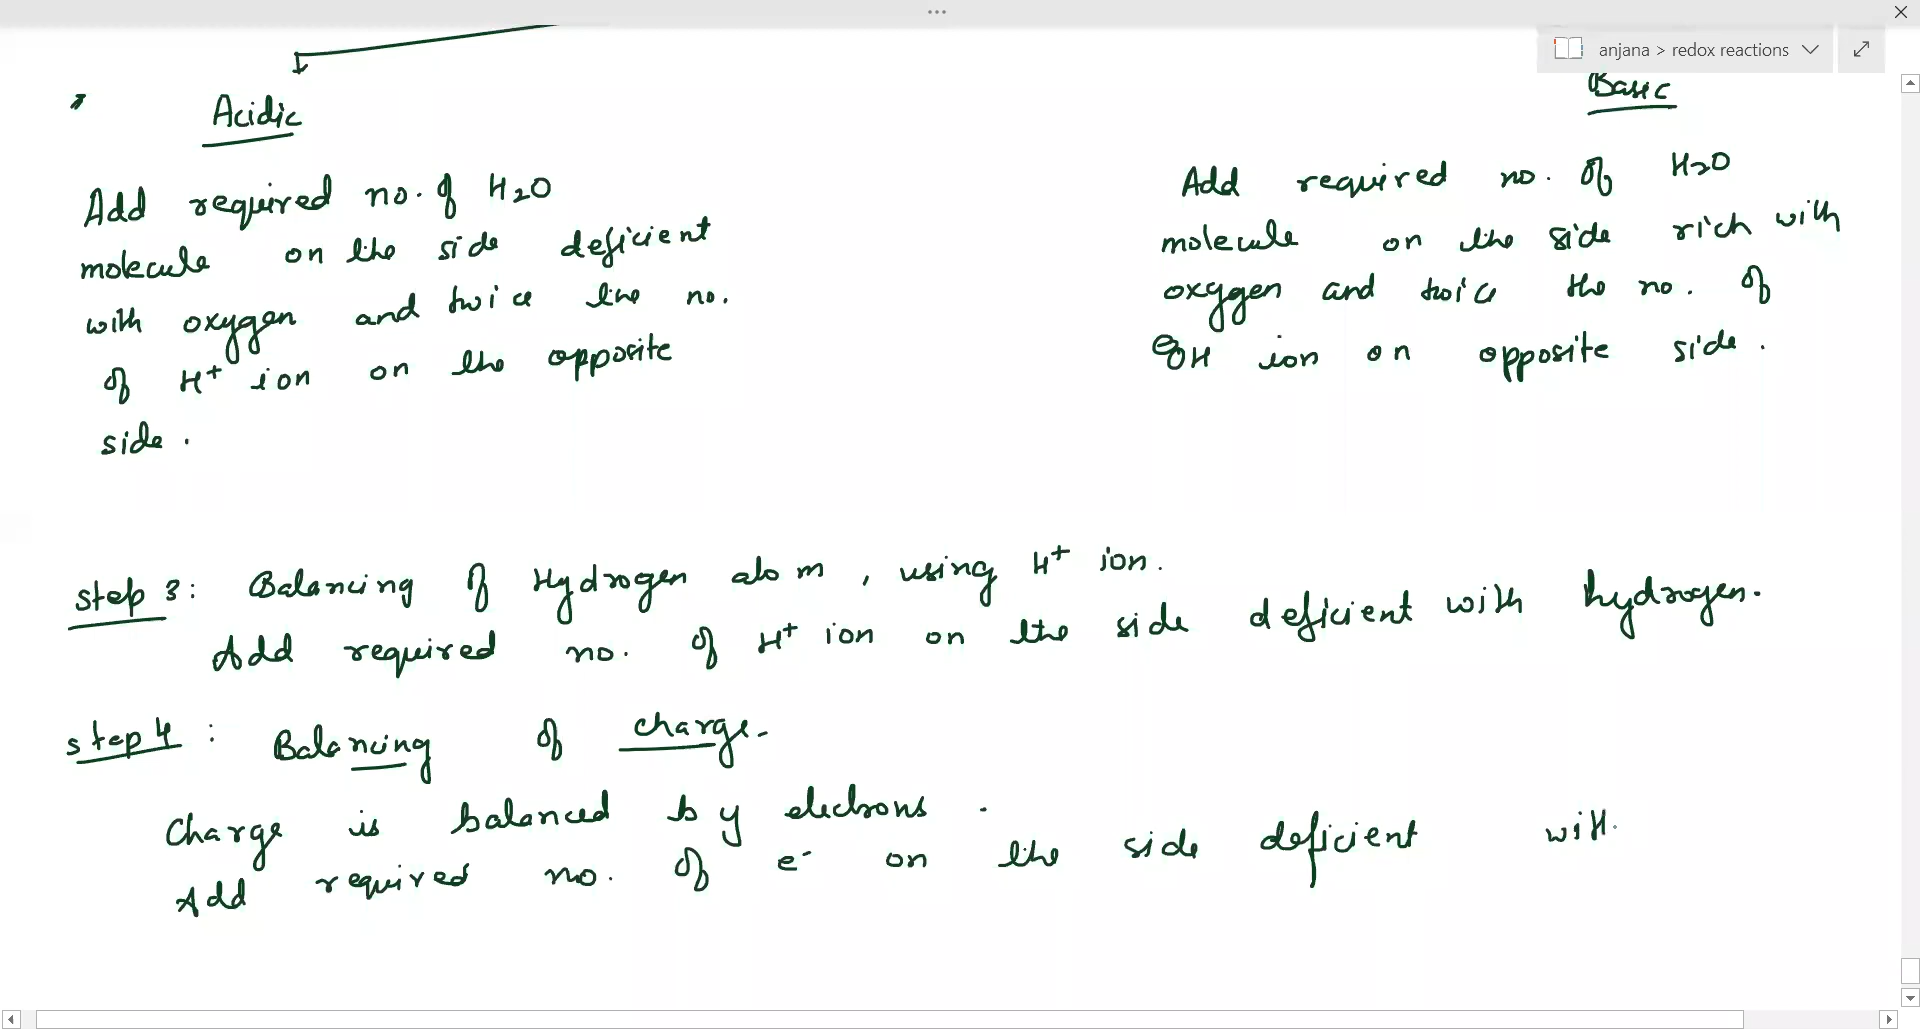 anjana > redox reactions
Acidic
Add required no. of H2O
molecule on the side deficient
with oxygen and twice the no.
of H+ ion on the opposite
side.
Basic
Add required no. of H2O
molecule on the side rich with
oxygen and twice the no. of
⊖OH ion on opposite side.
step 3: Balancing of Hydrogen atom, using H+ ion.
Add required no. of H+ ion on the side deficient with hydrogen.
step 4: Balancing of charge.
Charge is balanced by electrons.
Add required no. of e- on the side deficient with